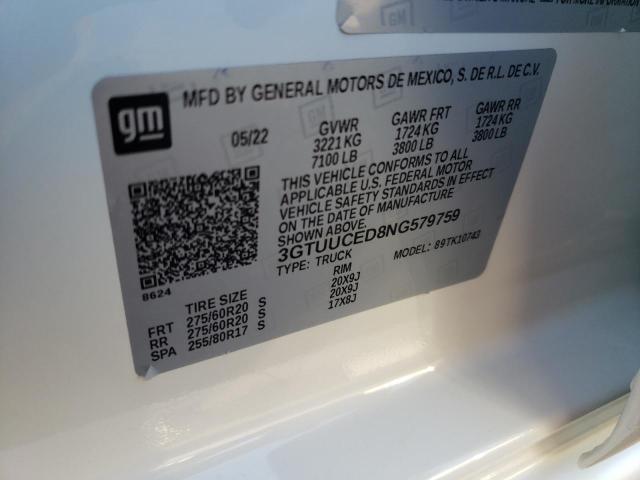 gm
MFD BY GENERAL MOTORS DE MEXICO, S. DE R.L. DE C.V.
05/22 GVWR GAWR FRT GAWR RR
3221 KG 1724 KG 1724 KG
7100 LB 3800 LB 3800 LB
THIS VEHICLE CONFORMS TO ALL
APPLICABLE U.S. FEDERAL MOTOR
VEHICLE SAFETY STANDARDS IN EFFECT
ON THE DATE OF MANUFACTURE
SHOWN ABOVE.
3GTUUCED8NG579759
TYPE: TRUCK MODEL: 89TK10743
8624
TIRE SIZE RIM
FRT 275/60R20 S 20X9J
RR 275/60R20 S 20X9J
SPA 255/80R17 S 17X8J
gm